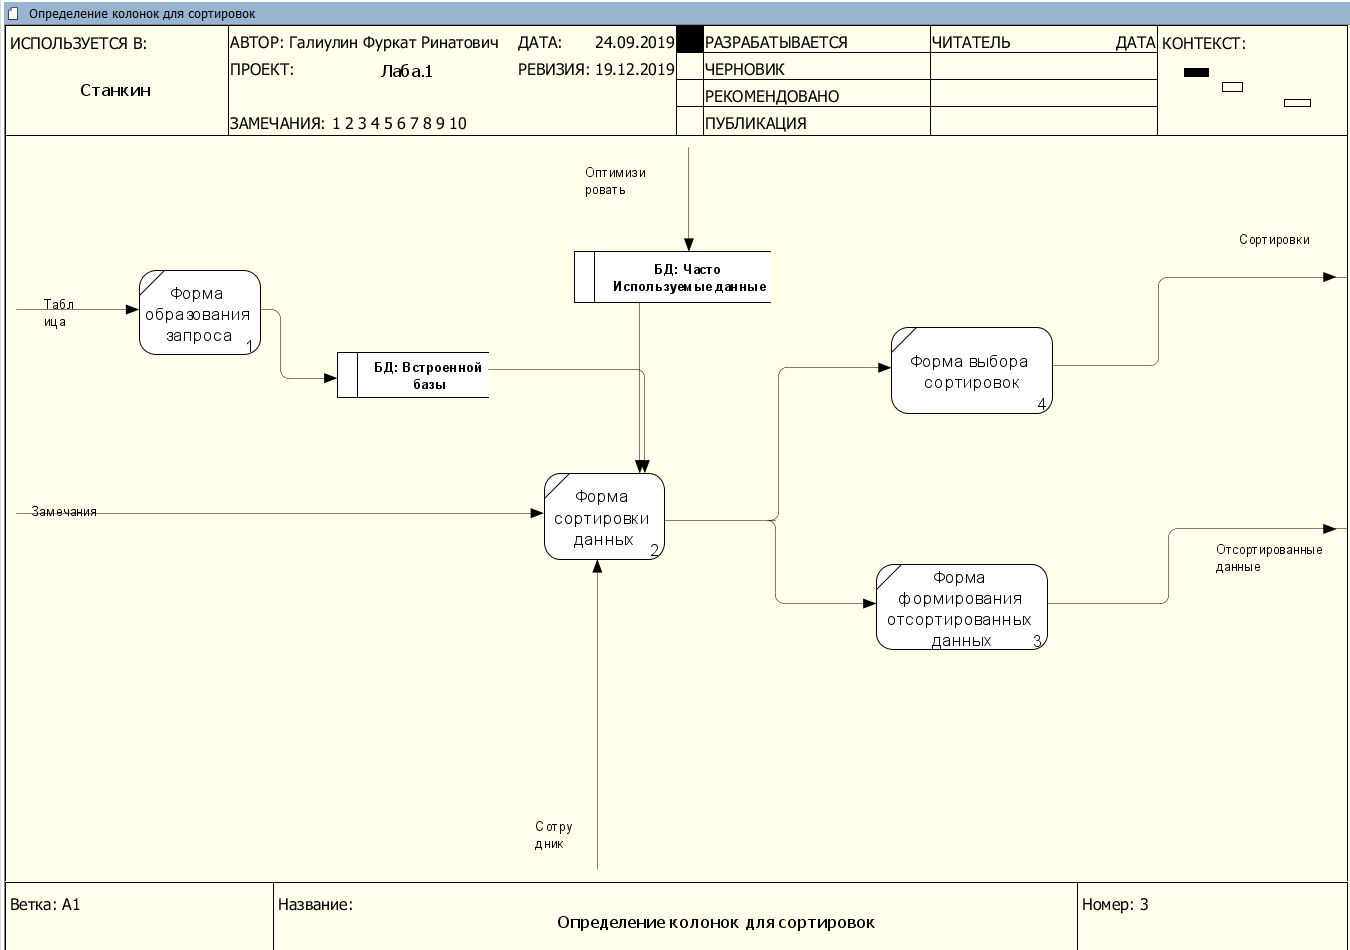 Определение колонок для сортировок
ИСПОЛЬЗУЕТСЯ В:
Станкин
АВТОР: Галиулин Фуркат Ринатович
ДАТА: 24.09.2019
ПРОЕКТ: Лаба.1
РЕВИЗИЯ: 19.12.2019
ЗАМЕЧАНИЯ: 1 2 3 4 5 6 7 8 9 10
РАЗРАБАТЫВАЕТСЯ
ЧЕРНОВИК
РЕКОМЕНДОВАНО
ПУБЛИКАЦИЯ
ЧИТАТЕЛЬ ДАТА
КОНТЕКСТ:
Оптимизи
ровать
Сортировки
БД: Часто
Используемые данные
Табл
ица
Форма
образования
запроса
1
БД: Встроенной
базы
Форма выбора
сортировок
4
Замечания
Форма
сортировки
данных
2
Отсортированные
данные
Форма
формирования
отсортированных
данных
3
Сотру
дник
Ветка: A1
Название:
Определение колонок для сортировок
Номер: 3